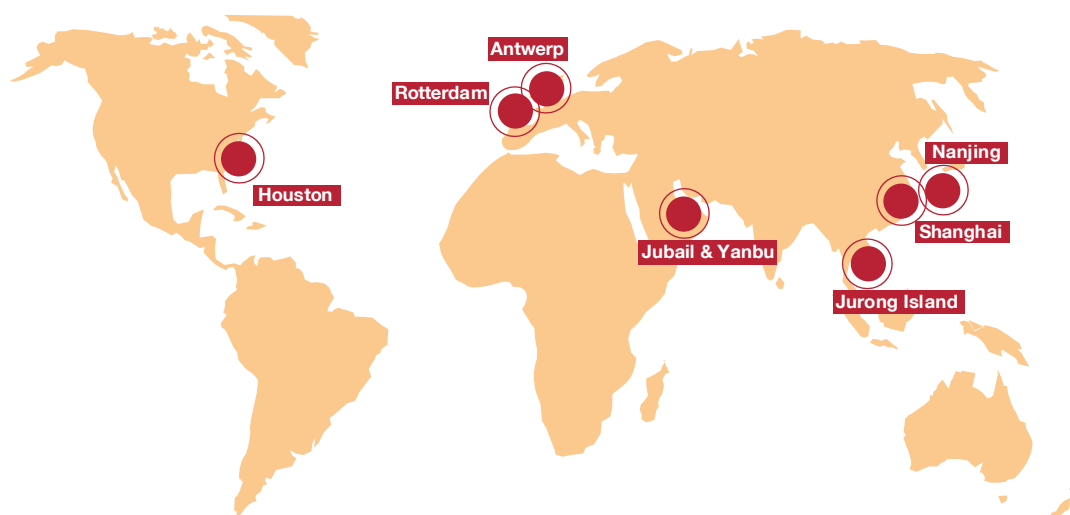 Antwerp
Rotterdam
Nanjing
Houston
Shanghai
Jubail & Yanbu
Jurong Island